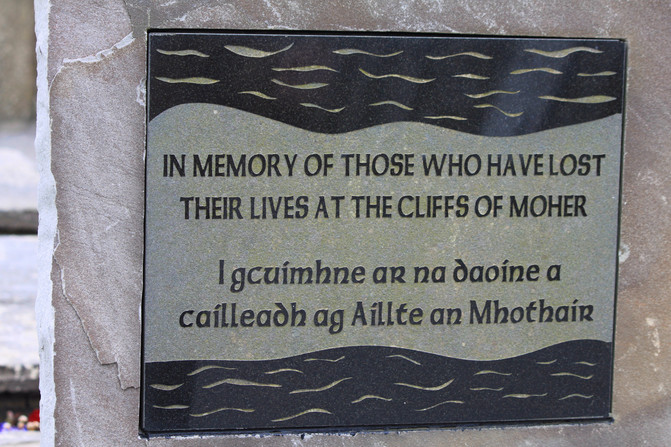 IN MEMORY OF THOSE WHO HAVE LOST
THEIR LIVES AT THE CLIFFS OF MOHER
I gcuimhne ar na daoine a
cailleadh ag Aillte an Mhothair